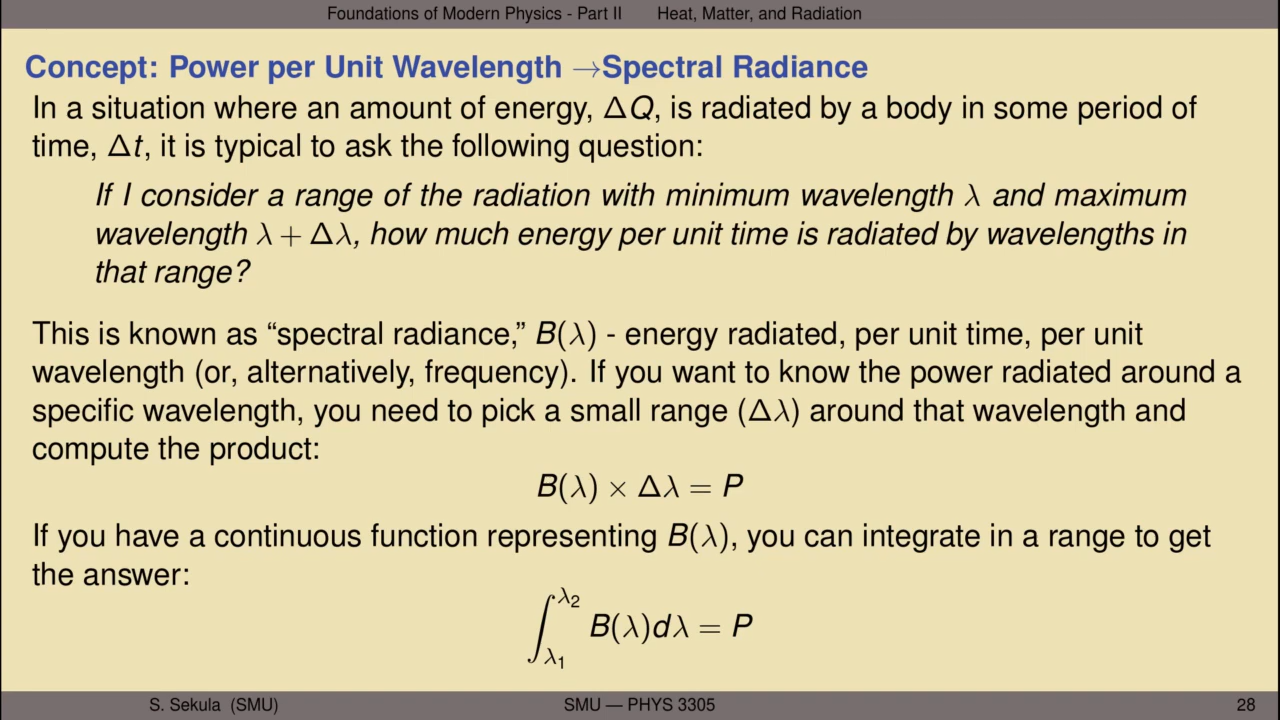 Foundations of Modern Physics - Part II Heat, Matter, and Radiation
Concept: Power per Unit Wavelength →Spectral Radiance
In a situation where an amount of energy, ΔQ, is radiated by a body in some period of
time, Δt, it is typical to ask the following question:
If I consider a range of the radiation with minimum wavelength λ and maximum
wavelength λ + Δλ, how much energy per unit time is radiated by wavelengths in
that range?
This is known as “spectral radiance,” B(λ) - energy radiated, per unit time, per unit
wavelength (or, alternatively, frequency). If you want to know the power radiated around a
specific wavelength, you need to pick a small range (Δλ) around that wavelength and
compute the product:
B(λ) × Δλ = P
If you have a continuous function representing B(λ), you can integrate in a range to get
the answer:
∫_{λ₁}^{λ₂} B(λ)dλ = P
S. Sekula (SMU) SMU — PHYS 3305 28